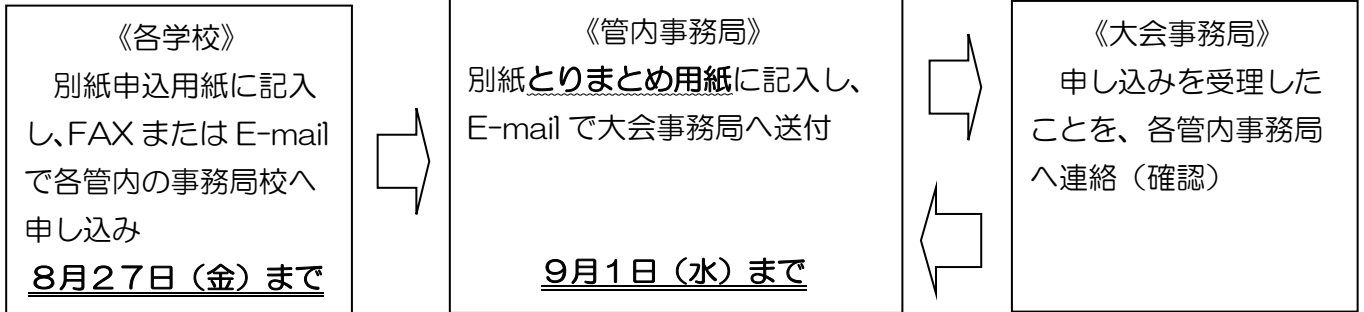 《各学校》
別紙申込用紙に記入
し、FAX または E-mail
で各管内の事務局校へ
申し込み
8月27日（金）まで
《管内事務局》
別紙とりまとめ用紙に記入し、
E-mail で大会事務局へ送付
9月1日（水）まで
《大会事務局》
申し込みを受理した
ことを、各管内事務局
へ連絡（確認）